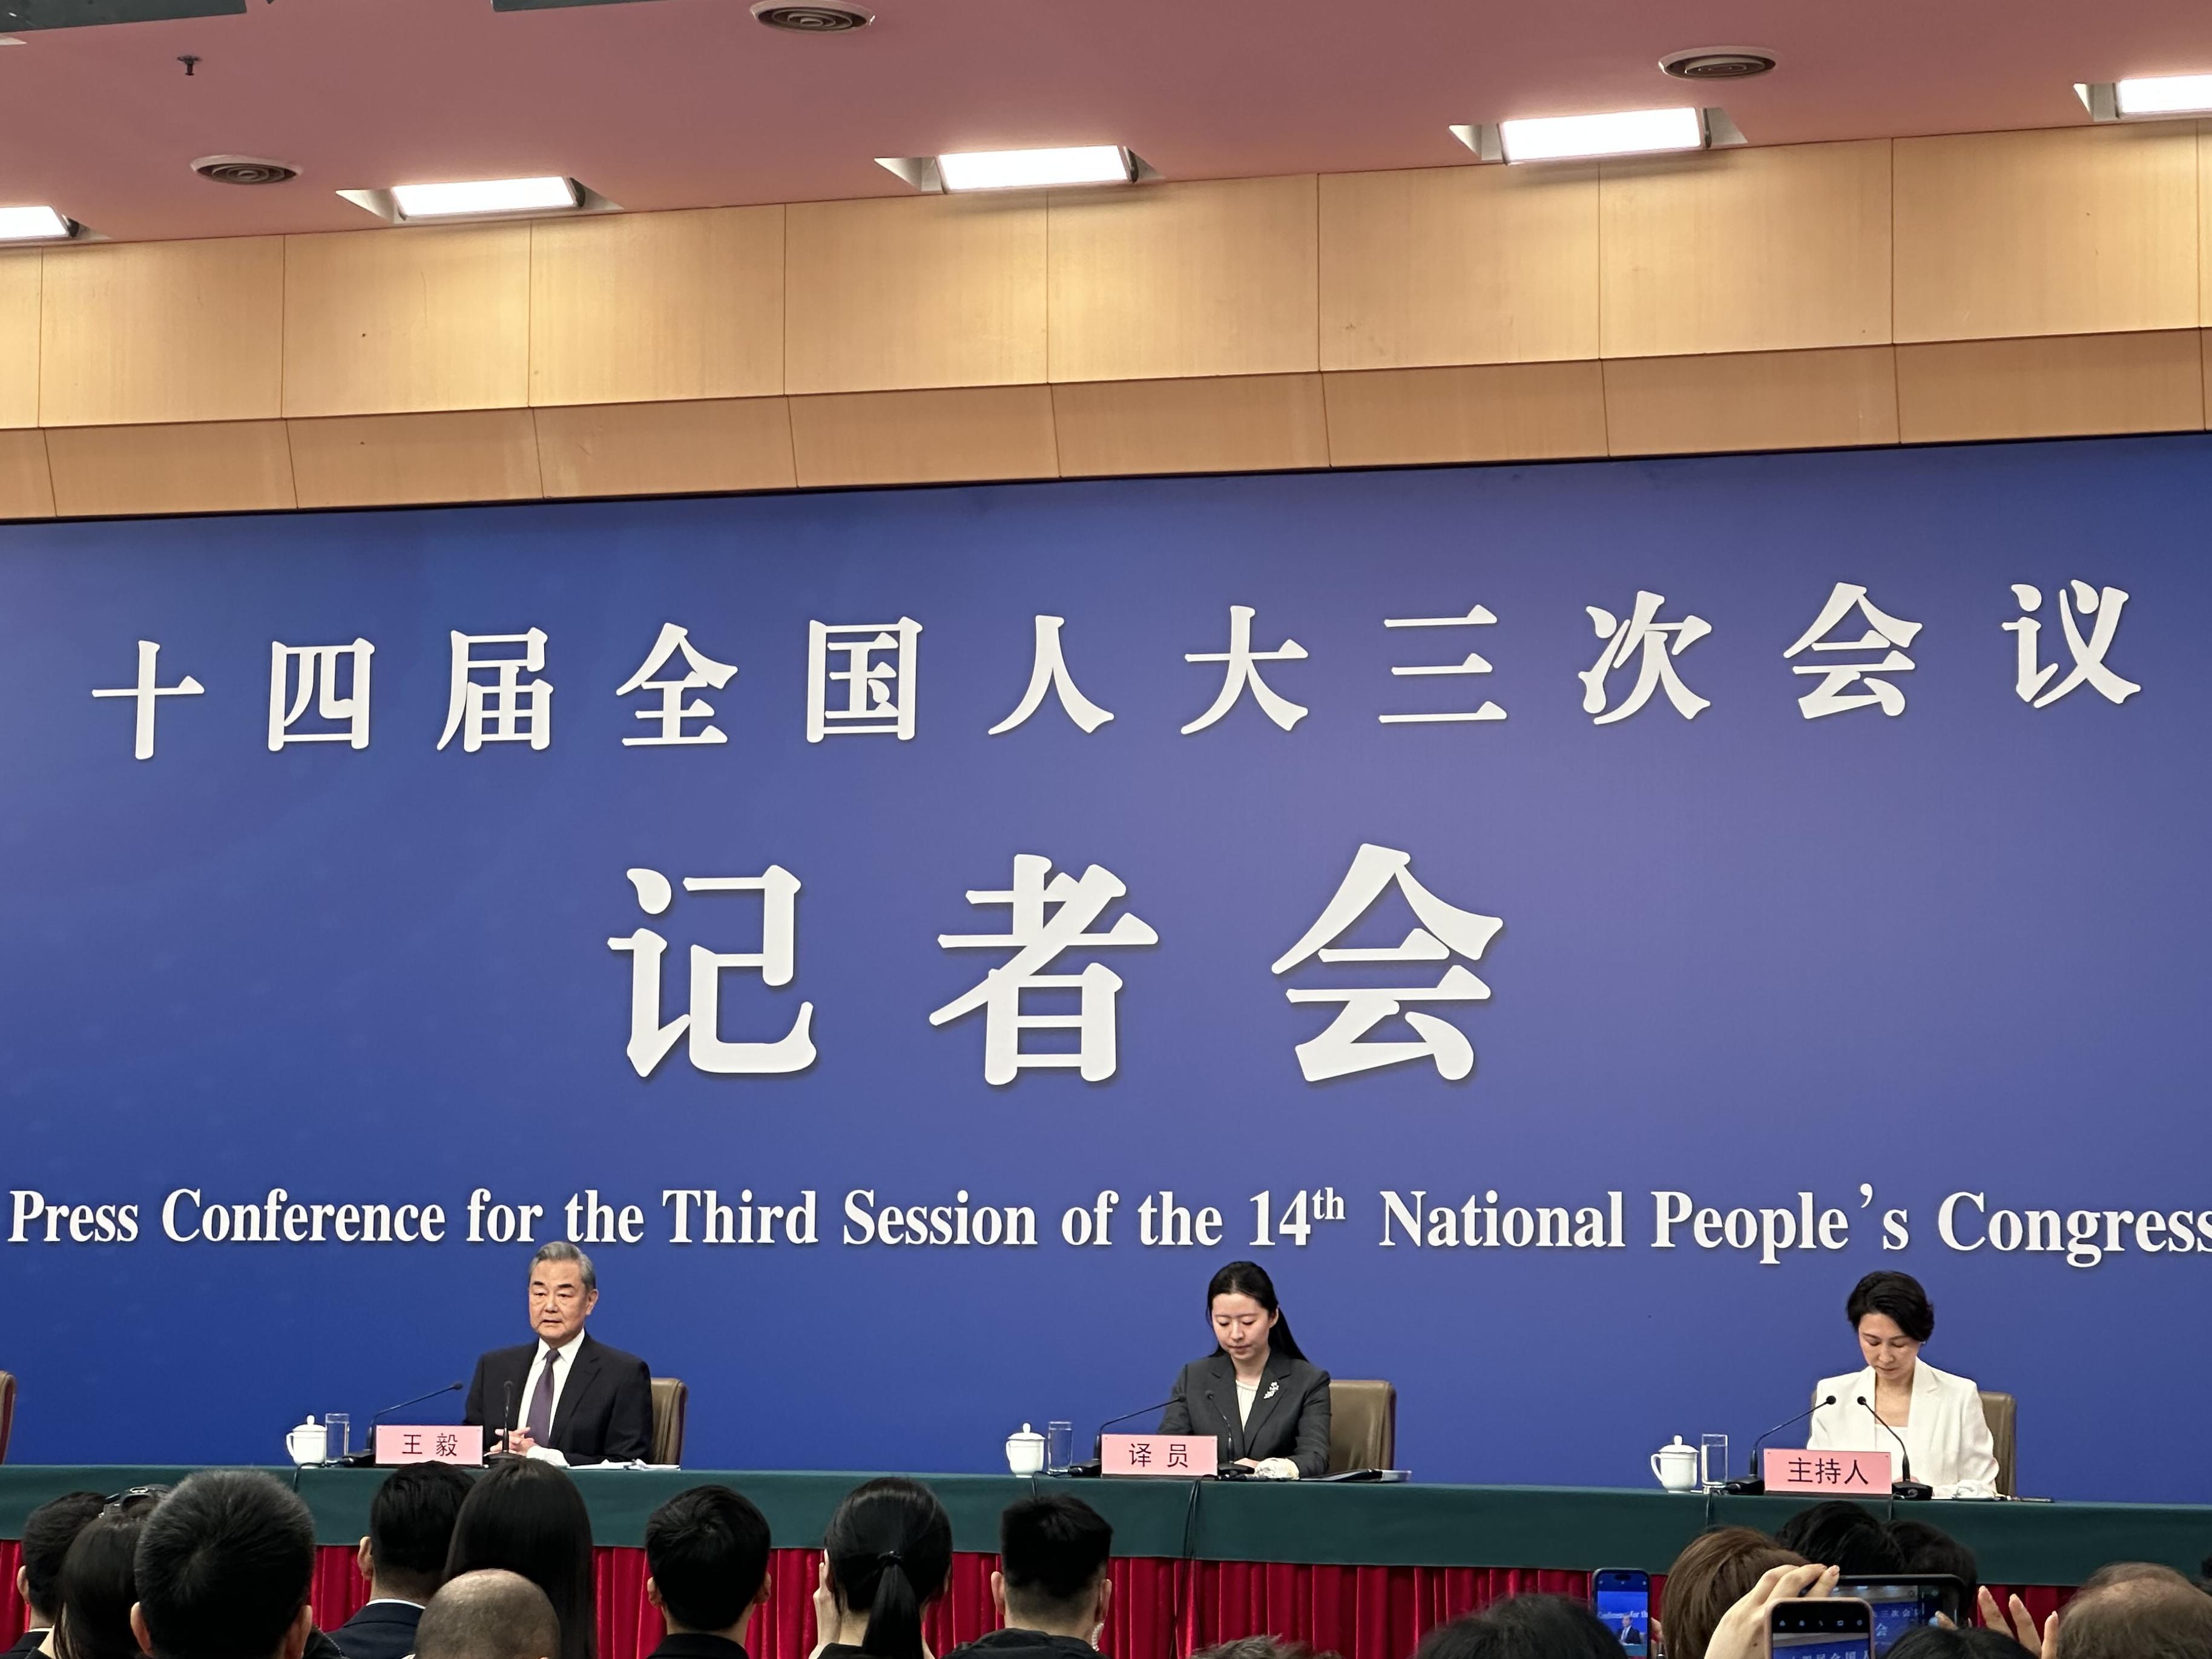 十四届全国人大三次会议
记者会
Press Conference for the Third Session of the 14th National People's Congress
王毅
译员
主持人